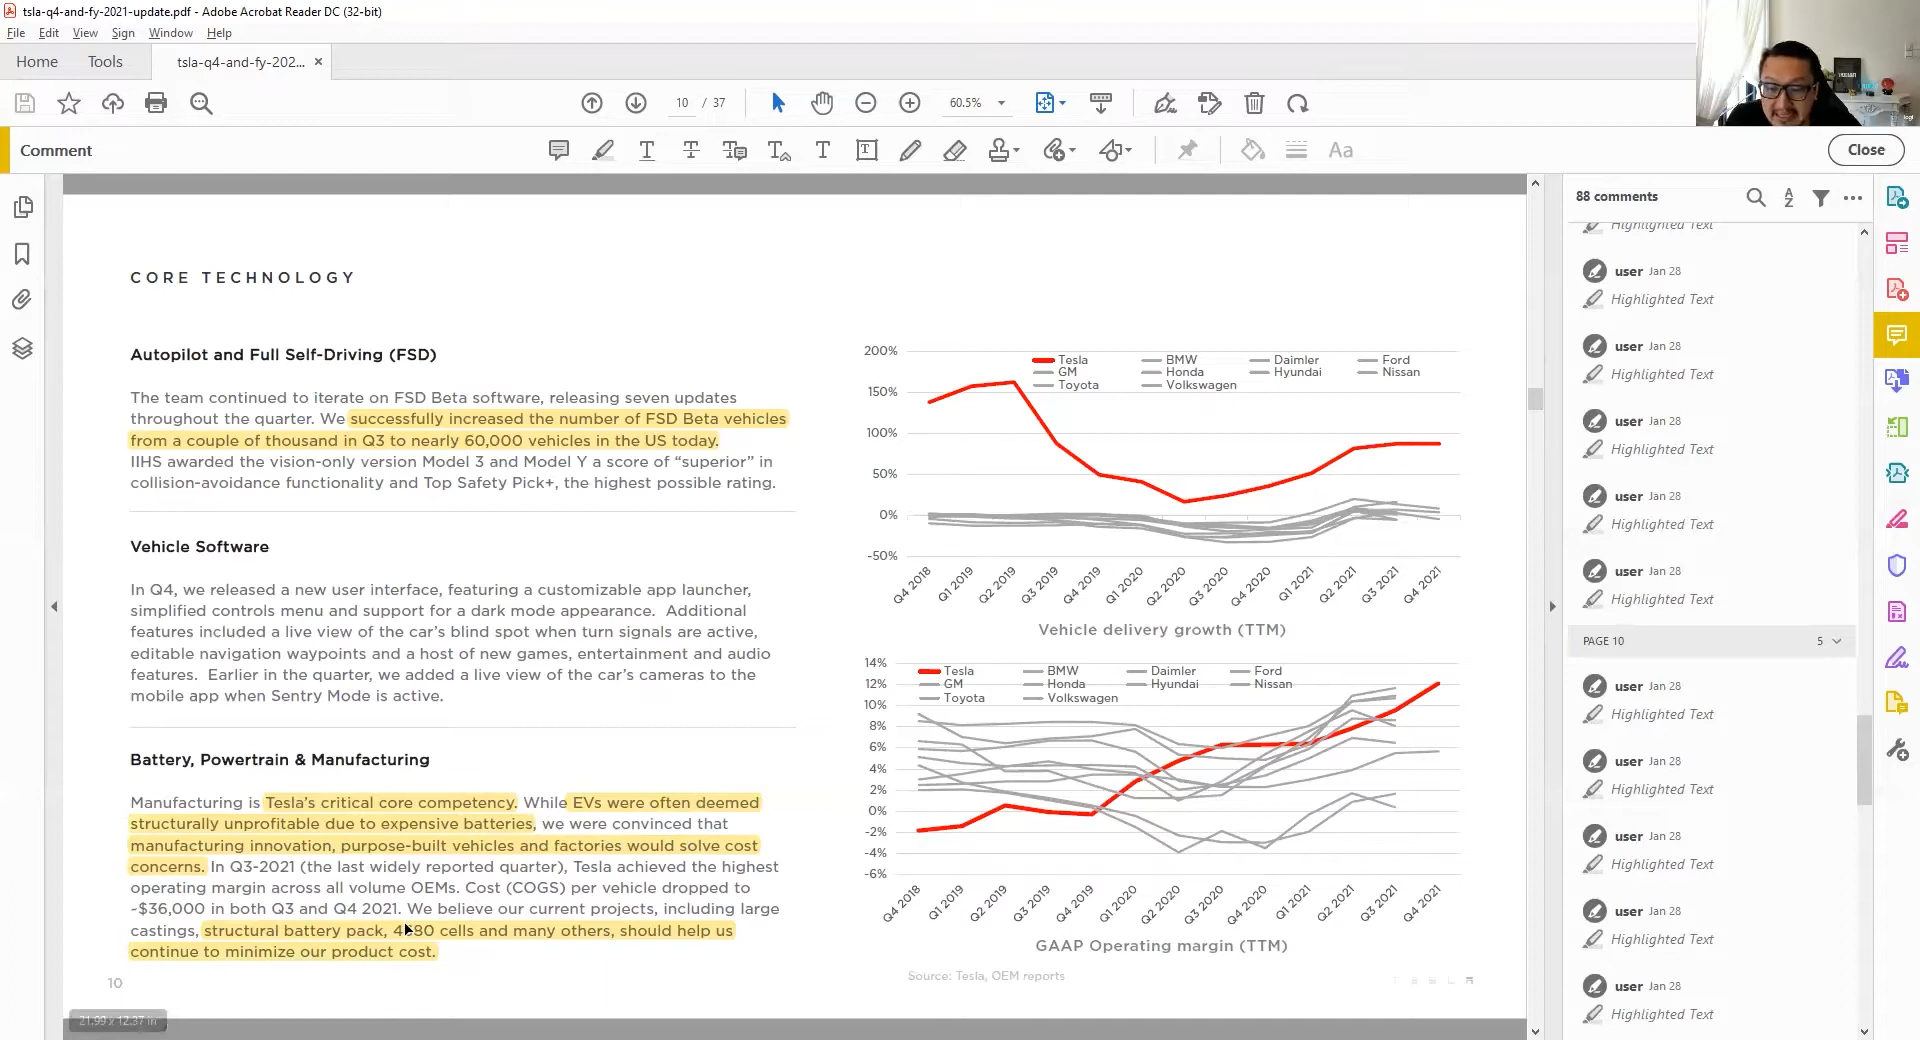 tsla-q4-and-fy-2021-update.pdf - Adobe Acrobat Reader DC (32-bit)
File Edit View Sign Window Help
Home Tools tsla-q4-and-fy-202... ×
10 / 37 60.5%
Comment
Close
CORE TECHNOLOGY
Autopilot and Full Self-Driving (FSD)
The team continued to iterate on FSD Beta software, releasing seven updates
throughout the quarter. We successfully increased the number of FSD Beta vehicles
from a couple of thousand in Q3 to nearly 60,000 vehicles in the US today.
IIHS awarded the vision-only version Model 3 and Model Y a score of “superior” in
collision-avoidance functionality and Top Safety Pick+, the highest possible rating.
Vehicle Software
In Q4, we released a new user interface, featuring a customizable app launcher,
simplified controls menu and support for a dark mode appearance. Additional
features included a live view of the car’s blind spot when turn signals are active,
editable navigation waypoints and a host of new games, entertainment and audio
features. Earlier in the quarter, we added a live view of the car’s cameras to the
mobile app when Sentry Mode is active.
Battery, Powertrain & Manufacturing
Manufacturing is Tesla’s critical core competency. While EVs were often deemed
structurally unprofitable due to expensive batteries, we were convinced that
manufacturing innovation, purpose-built vehicles and factories would solve cost
concerns. In Q3-2021 (the last widely reported quarter), Tesla achieved the highest
operating margin across all volume OEMs. Cost (COGS) per vehicle dropped to
~$36,000 in both Q3 and Q4 2021. We believe our current projects, including large
castings, structural battery pack, 4680 cells and many others, should help us
continue to minimize our product cost.
10
21.99 x 12.37 in
200%
150%
100%
50%
0%
-50%
Tesla BMW Daimler Ford
GM Honda Hyundai Nissan
Toyota Volkswagen
Q4 2018 Q1 2019 Q2 2019 Q3 2019 Q4 2019 Q1 2020 Q2 2020 Q3 2020 Q4 2020 Q1 2021 Q2 2021 Q3 2021 Q4 2021
Vehicle delivery growth (TTM)
14%
12%
10%
8%
6%
4%
2%
0%
-2%
-4%
-6%
Tesla BMW Daimler Ford
GM Honda Hyundai Nissan
Toyota Volkswagen
Q4 2018 Q1 2019 Q2 2019 Q3 2019 Q4 2019 Q1 2020 Q2 2020 Q3 2020 Q4 2020 Q1 2021 Q2 2021 Q3 2021 Q4 2021
GAAP Operating margin (TTM)
Source: Tesla, OEM reports
88 comments
Highlighted Text
user Jan 28
Highlighted Text
user Jan 28
Highlighted Text
user Jan 28
Highlighted Text
user Jan 28
Highlighted Text
user Jan 28
Highlighted Text
PAGE 10 5
user Jan 28
Highlighted Text
user Jan 28
Highlighted Text
user Jan 28
Highlighted Text
user Jan 28
Highlighted Text
user Jan 28
Highlighted Text